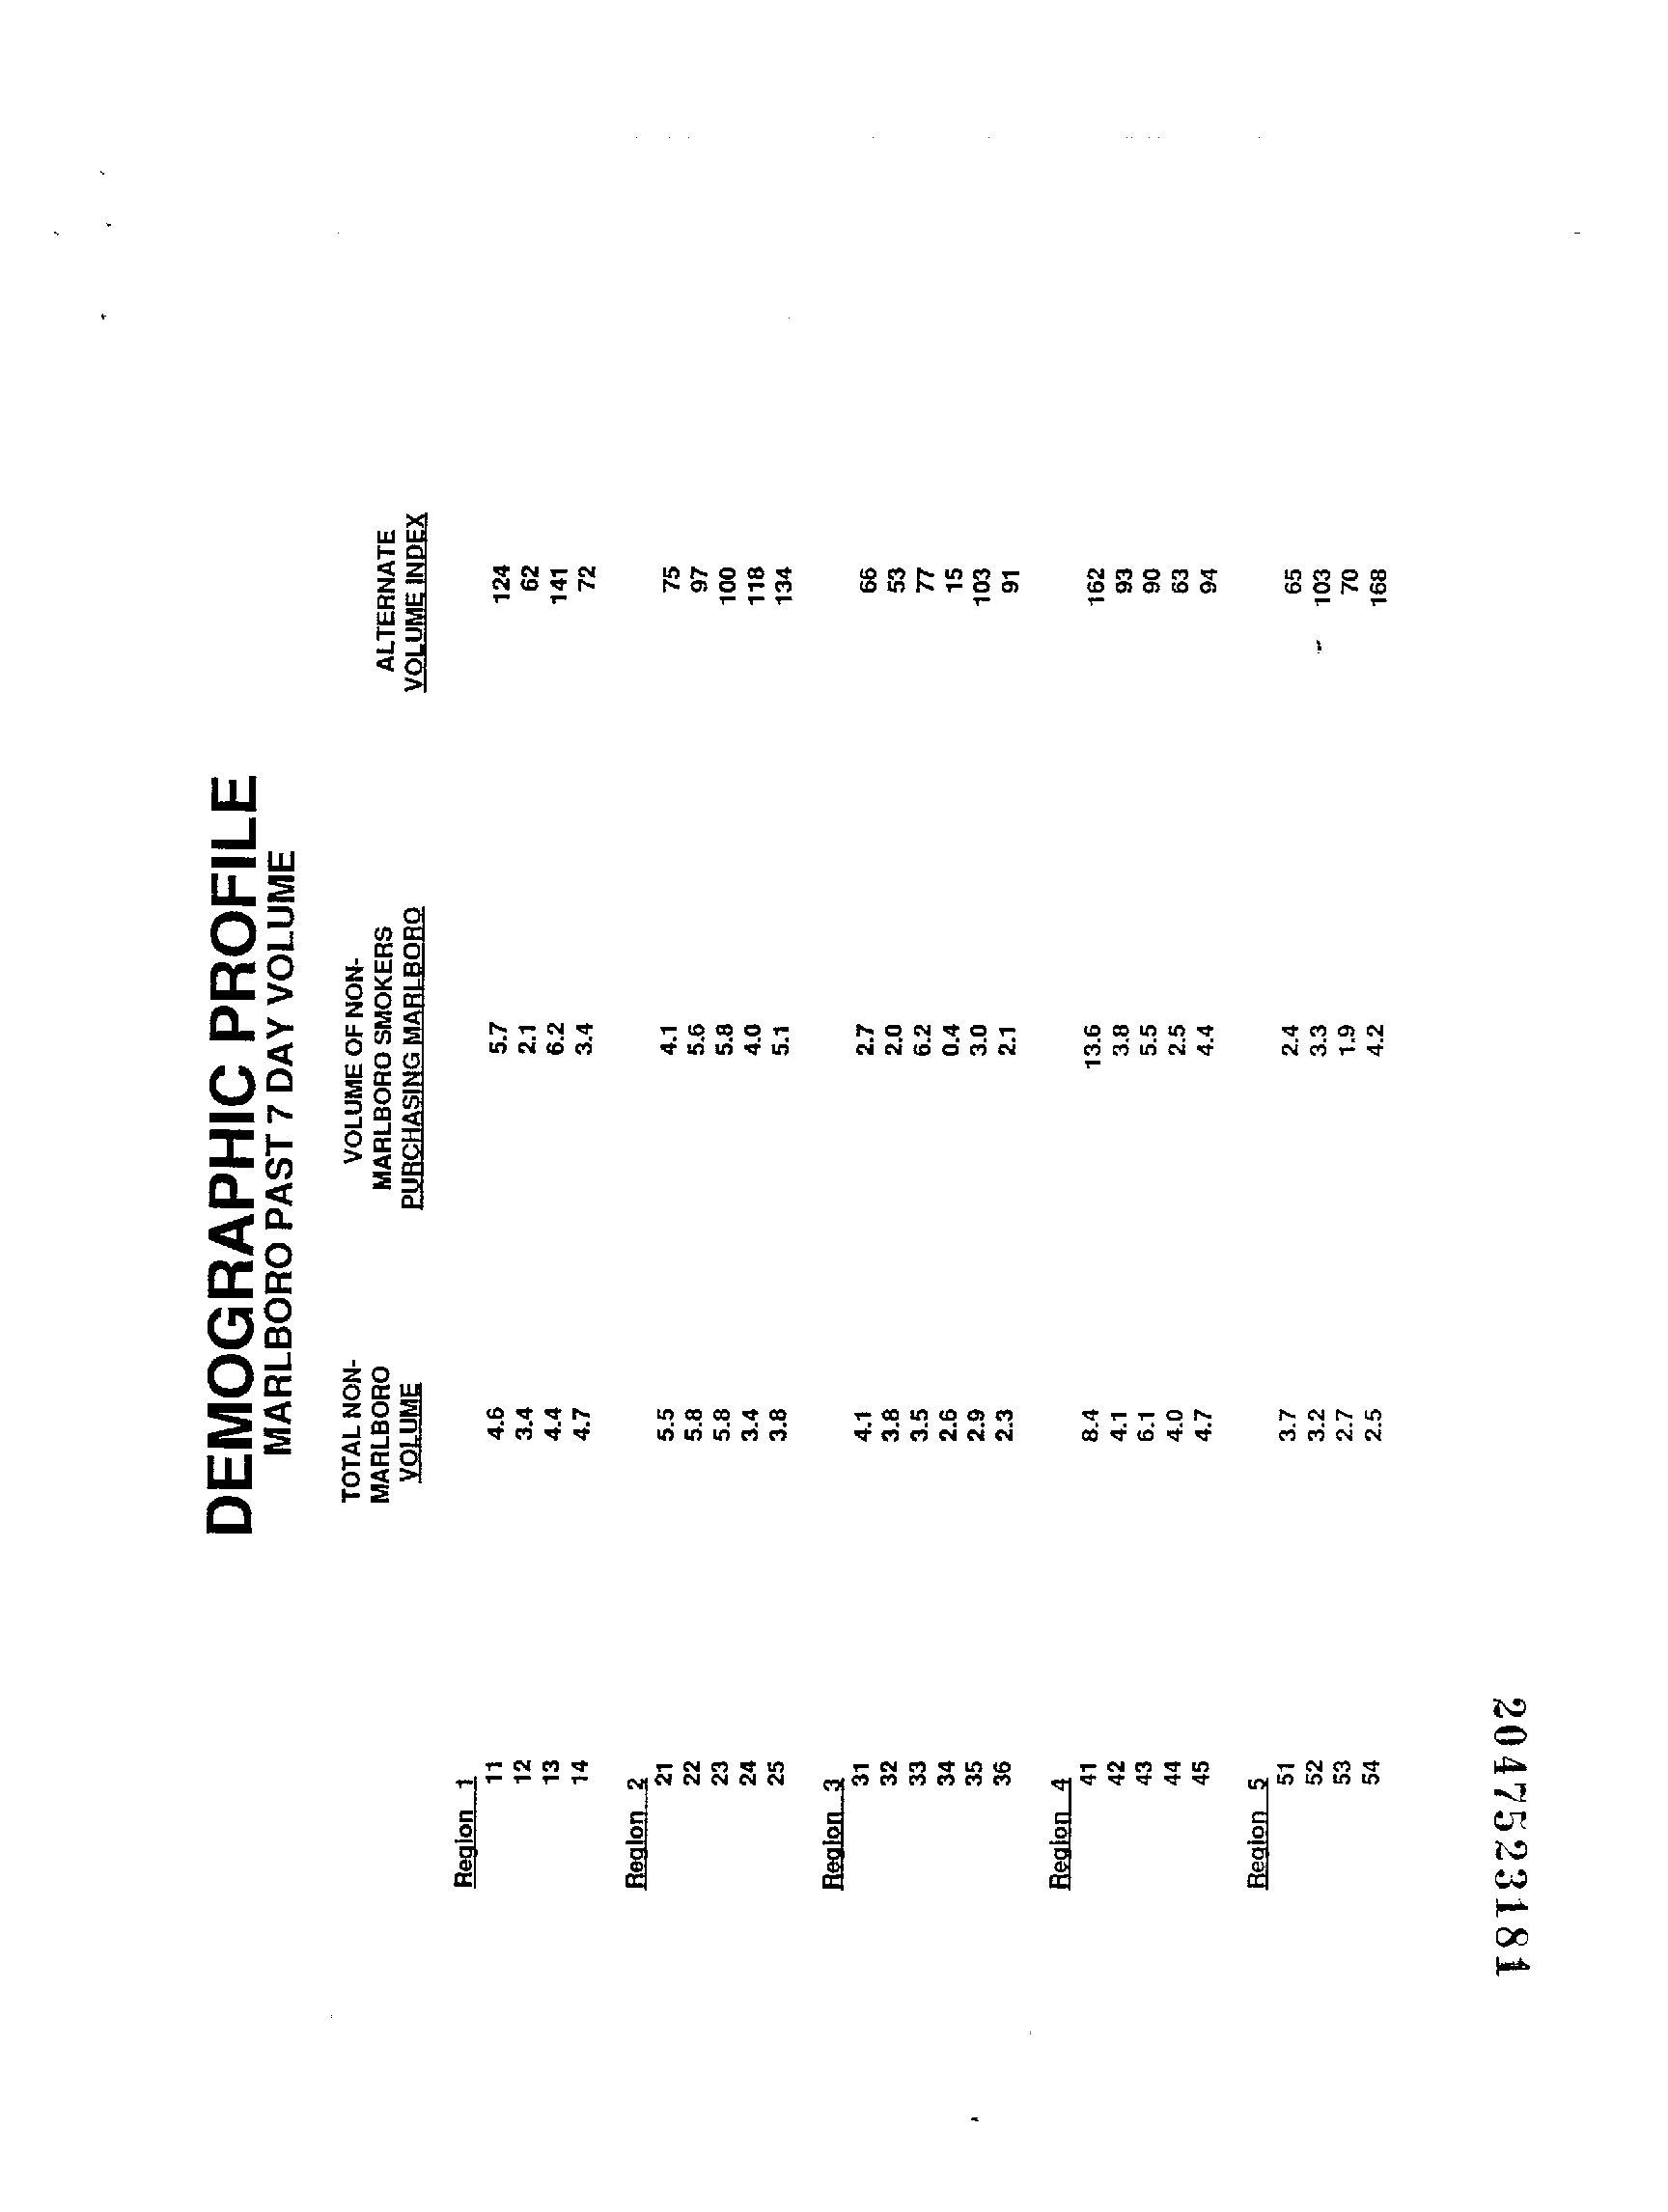 DEMOGRAPHIC PROFILE
MARLBORO PAST 7 DAY VOLUME
TOTAL NON- VOLUME OF NON-
MARLBORO MARLBORO SMOKERS ALTERNATE
VOLUME PURCHASING MARLBORO VOLUME INDEX
Region 1
11 4.6 5.7 124
12 3.4 2.1 62
13 4.4 6.2 141
14 4.7 3.4 72
Region 2
21 5.5 4.1 75
22 5.8 5.6 97
23 5.8 5.8 100
24 3.4 4.0 118
25 3.8 5.1 134
Region 3
31 4.1 2.7 66
32 3.8 2.0 53
33 3.5 6.2 77
34 2.6 0.4 15
35 2.9 3.0 103
36 2.3 2.1 91
Region 4
41 8.4 13.6 162
42 4.1 3.8 93
43 6.1 5.5 90
44 4.0 2.5 63
45 4.7 4.4 94
Region 5
51 3.7 2.4 65
52 3.2 3.3 103
53 2.7 1.9 70
54 2.5 4.2 168
2047523181